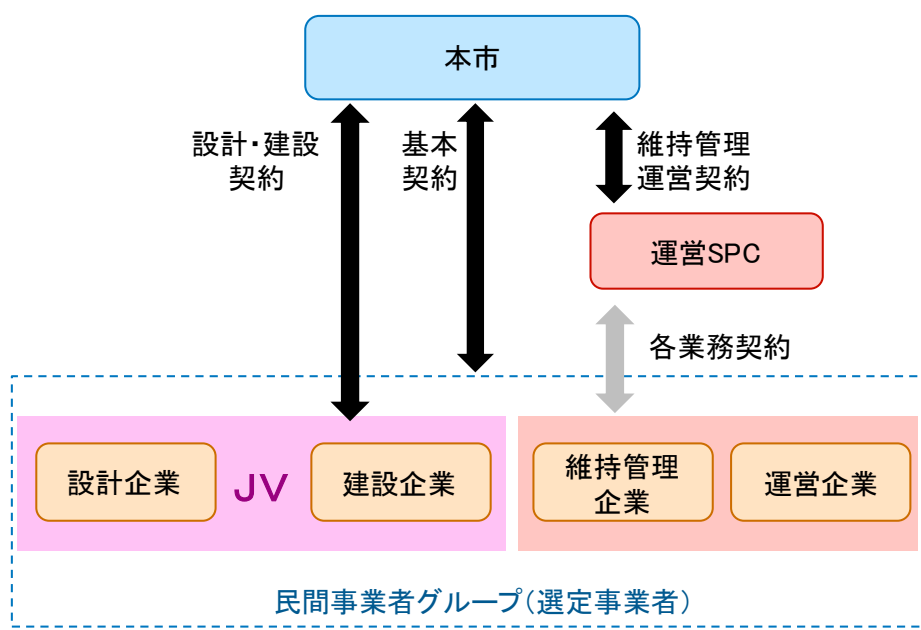 本市
設計・建設
契約
基本
契約
維持管理
運営契約
運営SPC
各業務契約
設計企業
JV
建設企業
維持管理
企業
運営企業
民間事業者グループ(選定事業者)